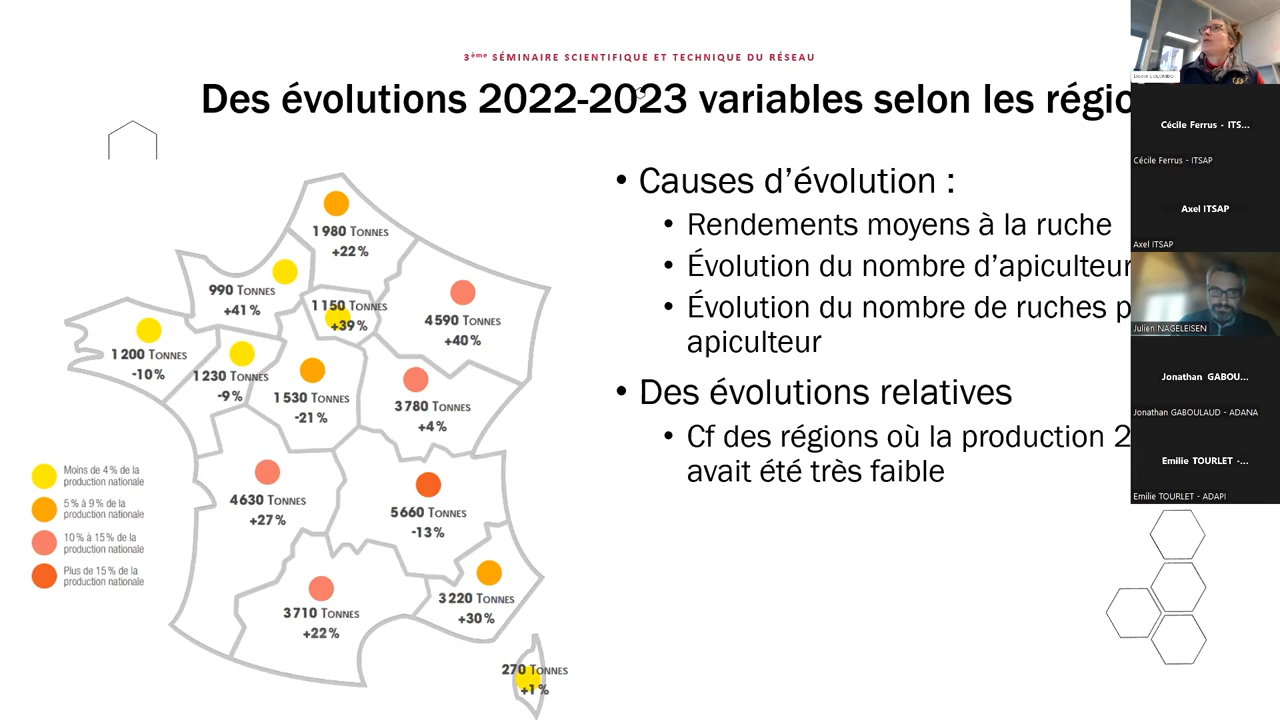 3ème SÉMINAIRE SCIENTIFIQUE ET TECHNIQUE DU RÉSEAU
Des évolutions 2022-2023 variables selon les régio
1 980 TONNES
+22 %
990 TONNES
+41 %
1 150 TONNES
+39 %
4 590 TONNES
+40 %
1 200 TONNES
-10 %
1 230 TONNES
-9 %
1 530 TONNES
-21 %
3 780 TONNES
+4 %
4 630 TONNES
+27 %
5 660 TONNES
-13 %
3 710 TONNES
+22 %
3 220 TONNES
+30 %
270 TONNES
+1 %
Moins de 4 % de la
production nationale
5 % à 9 % de la
production nationale
10 % à 15 % de la
production nationale
Plus de 15 % de la
production nationale
• Causes d’évolution :
• Rendements moyens à la ruche
• Évolution du nombre d’apiculteur
• Évolution du nombre de ruches p
apiculteur
• Des évolutions relatives
• Cf des régions où la production 2
avait été très faible
Cécile Ferrus - ITS...
Cécile Ferrus - ITSAP
Axel ITSAP
Axel ITSAP
Julien NAGELEISEN
Jonathan GABOU...
Jonathan GABOULAUD - ADANA
Emilie TOURLET -...
Emilie TOURLET - ADAPI